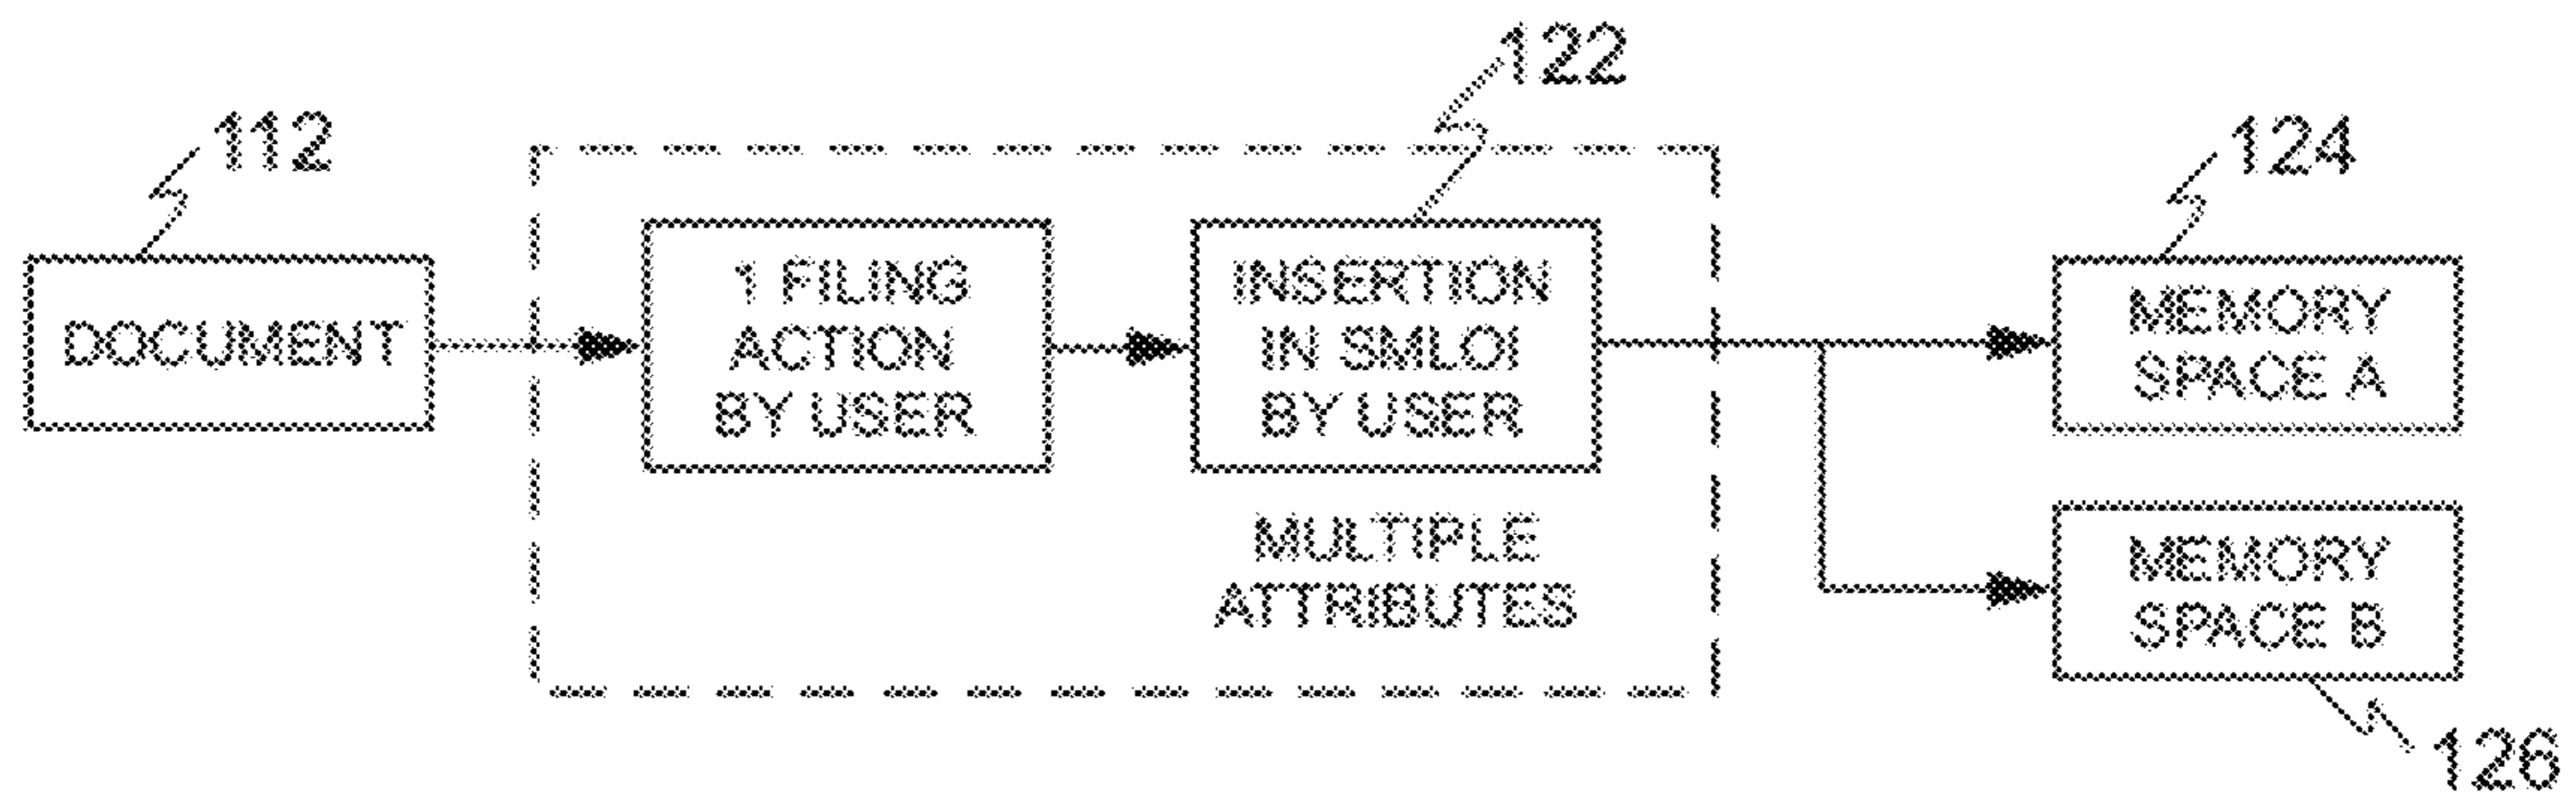 122
112
124
DOCUMENT
1 FILING
ACTION
BY USER
INSERTION
IN SMLOI
BY USER
MULTIPLE
ATTRIBUTES
MEMORY
SPACE A
MEMORY
SPACE B
126